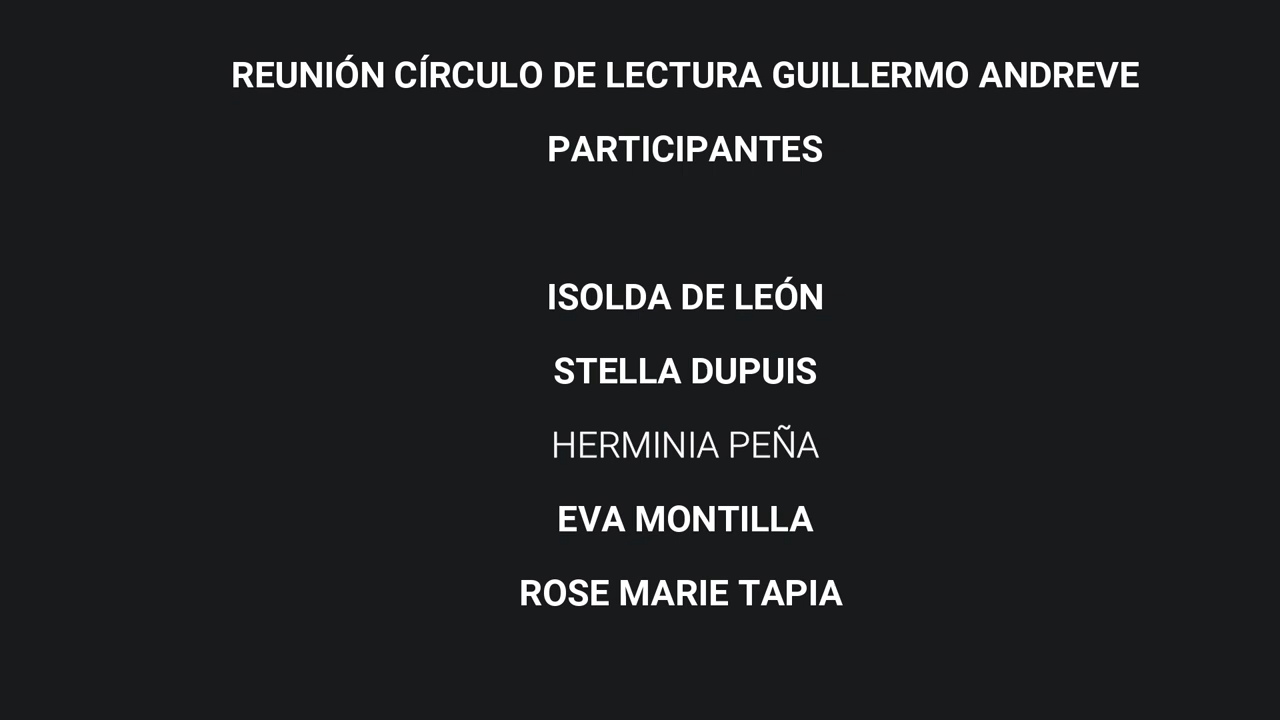 REUNIÓN CÍRCULO DE LECTURA GUILLERMO ANDREVE
PARTICIPANTES
ISOLDA DE LEÓN
STELLA DUPUIS
HERMINIA PEÑA
EVA MONTILLA
ROSE MARIE TAPIA